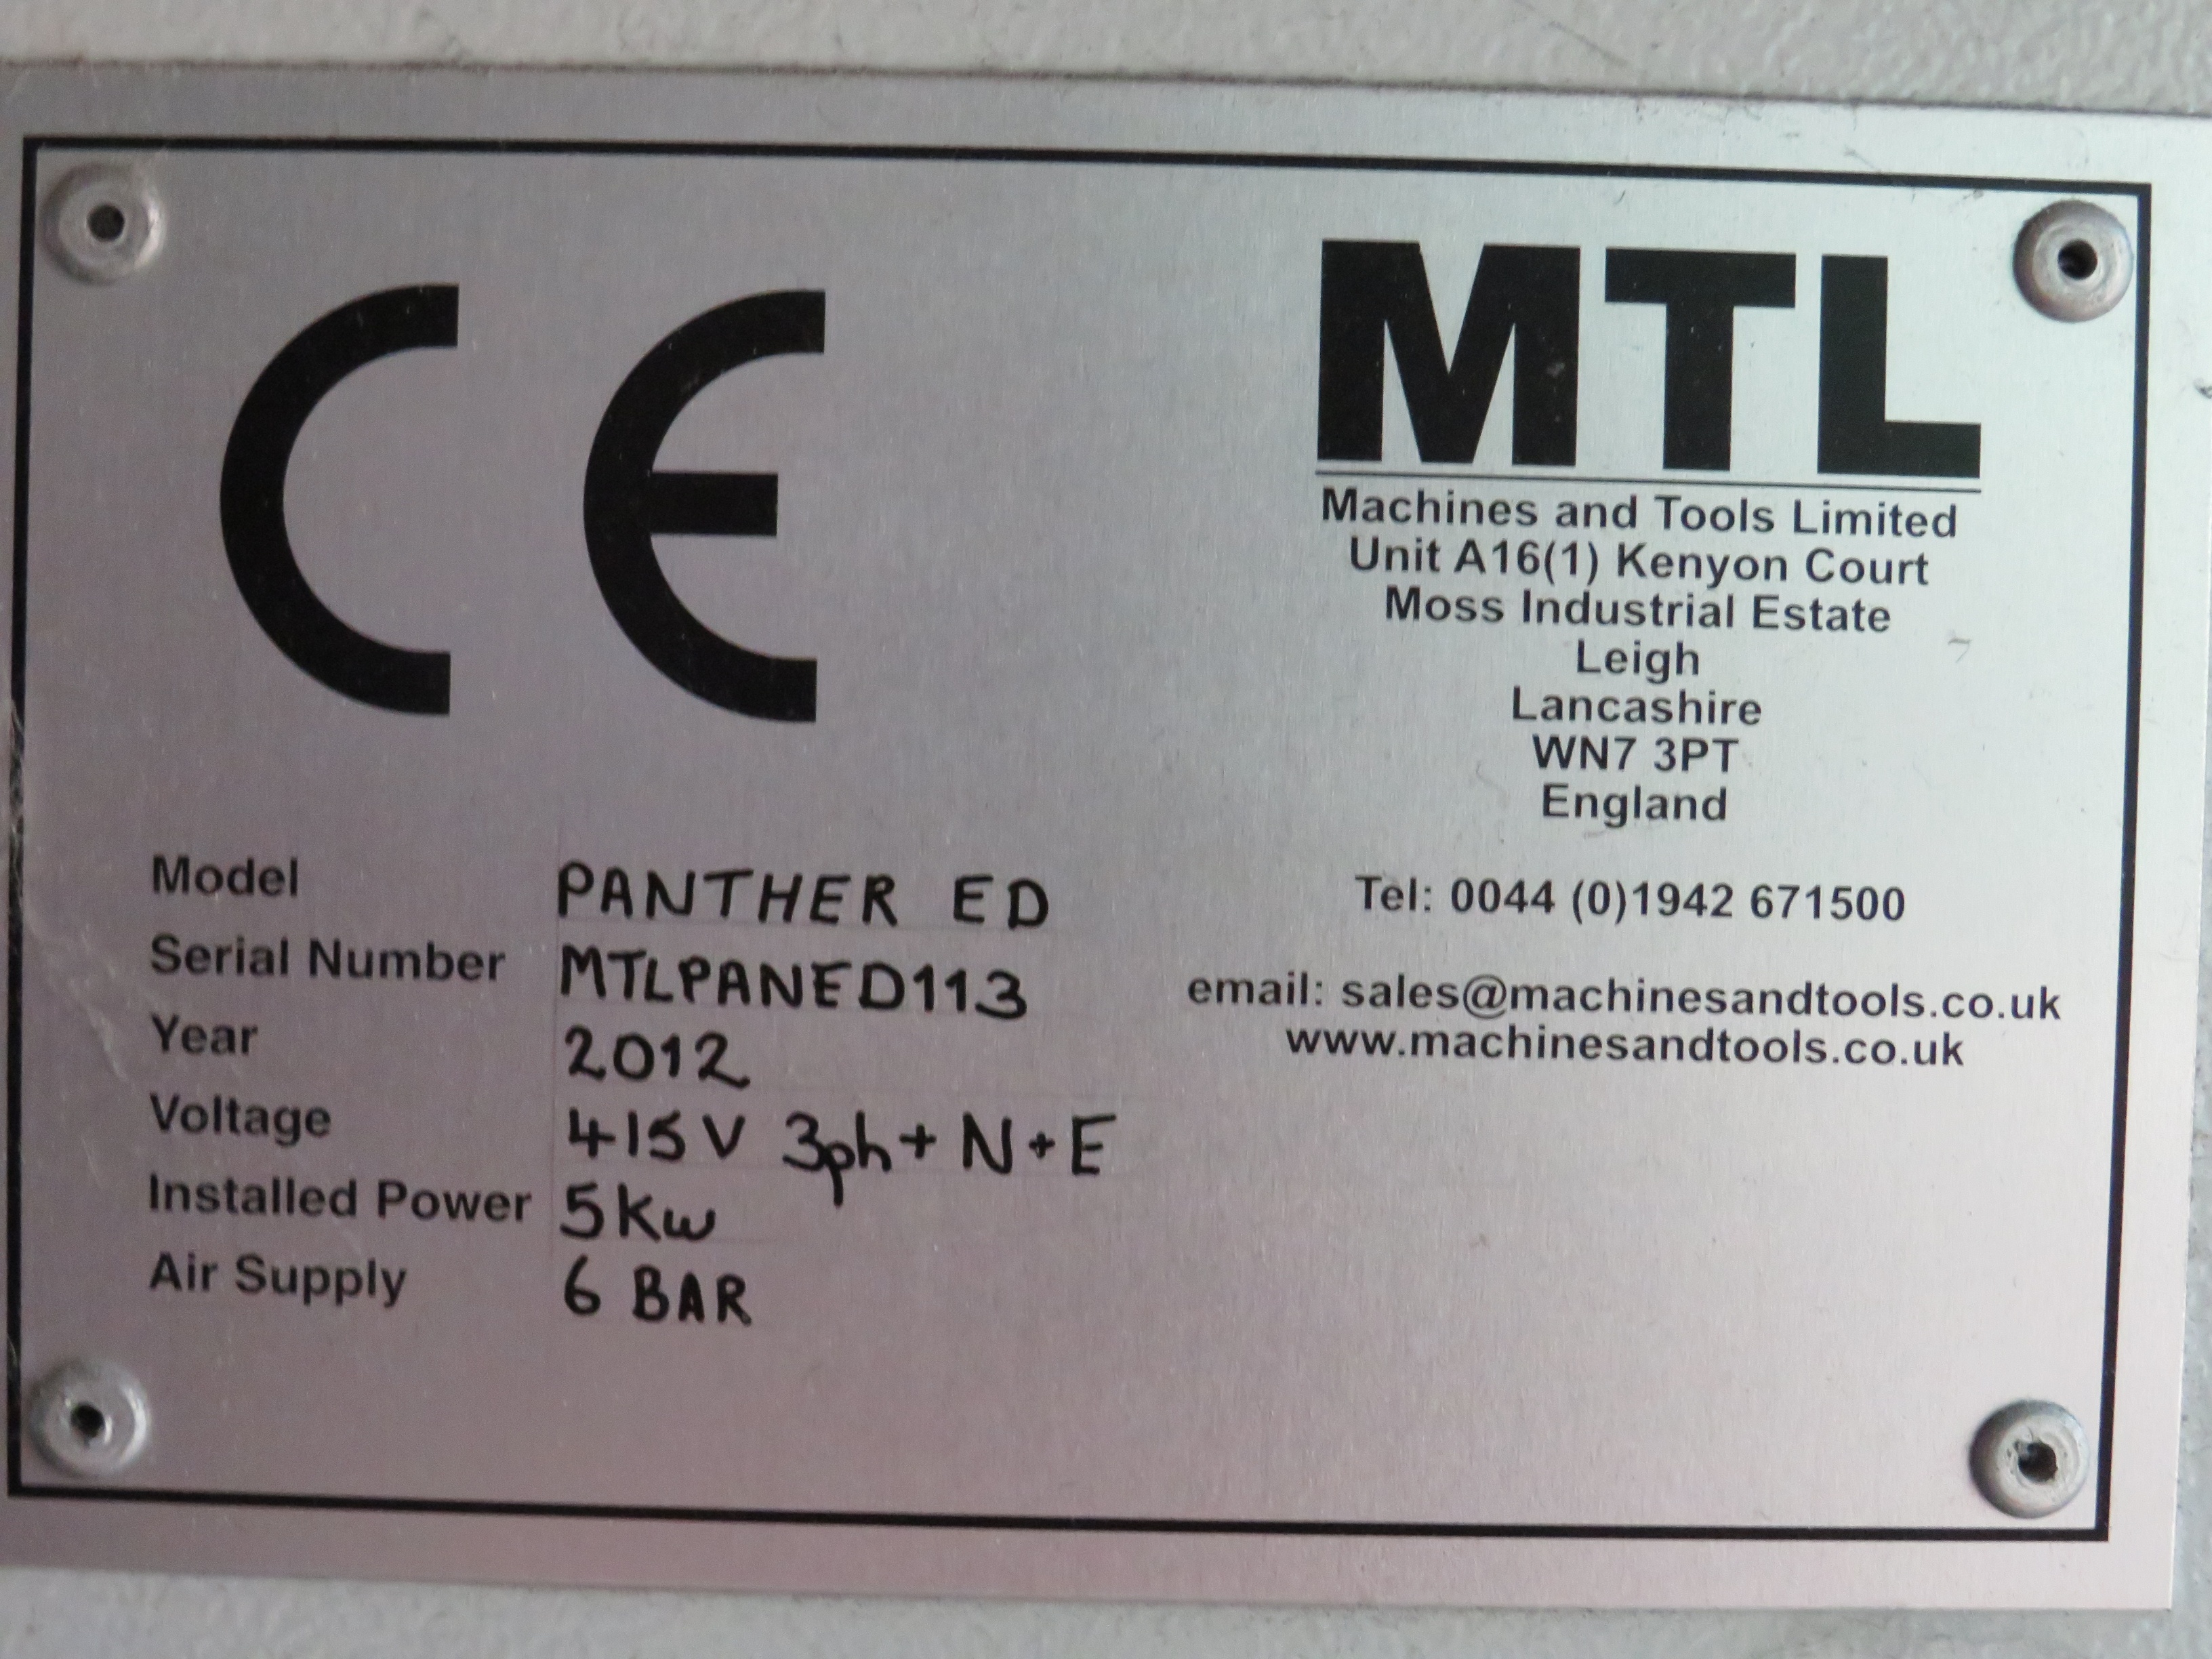 CE
MTL
Machines and Tools Limited
Unit A16(1) Kenyon Court
Moss Industrial Estate
Leigh
Lancashire
WN7 3PT
England
Tel: 0044 (0)1942 671500
email: sales@machinesandtools.co.uk
www.machinesandtools.co.uk
Model PANTHER ED
Serial Number MTLPANED113
Year 2012
Voltage 415V 3ph + N + E
Installed Power 5Kw
Air Supply 6 BAR